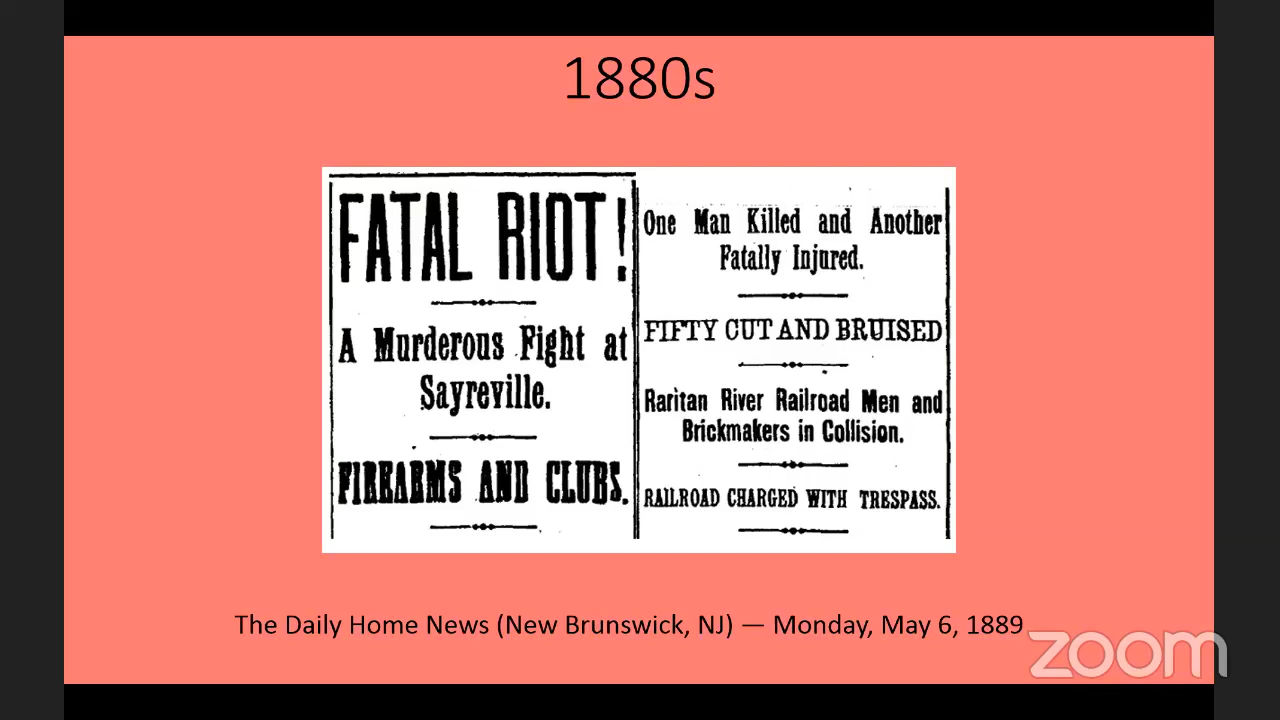 1880s
FATAL RIOT!
A Murderous Fight at
Sayreville.
FIREARMS AND CLUBS.
One Man Killed and Another
Fatally Injured.
FIFTY CUT AND BRUISED
Raritan River Railroad Men and
Brickmakers in Collision.
RAILROAD CHARGED WITH TRESPASS.
The Daily Home News (New Brunswick, NJ) — Monday, May 6, 1889
zoom